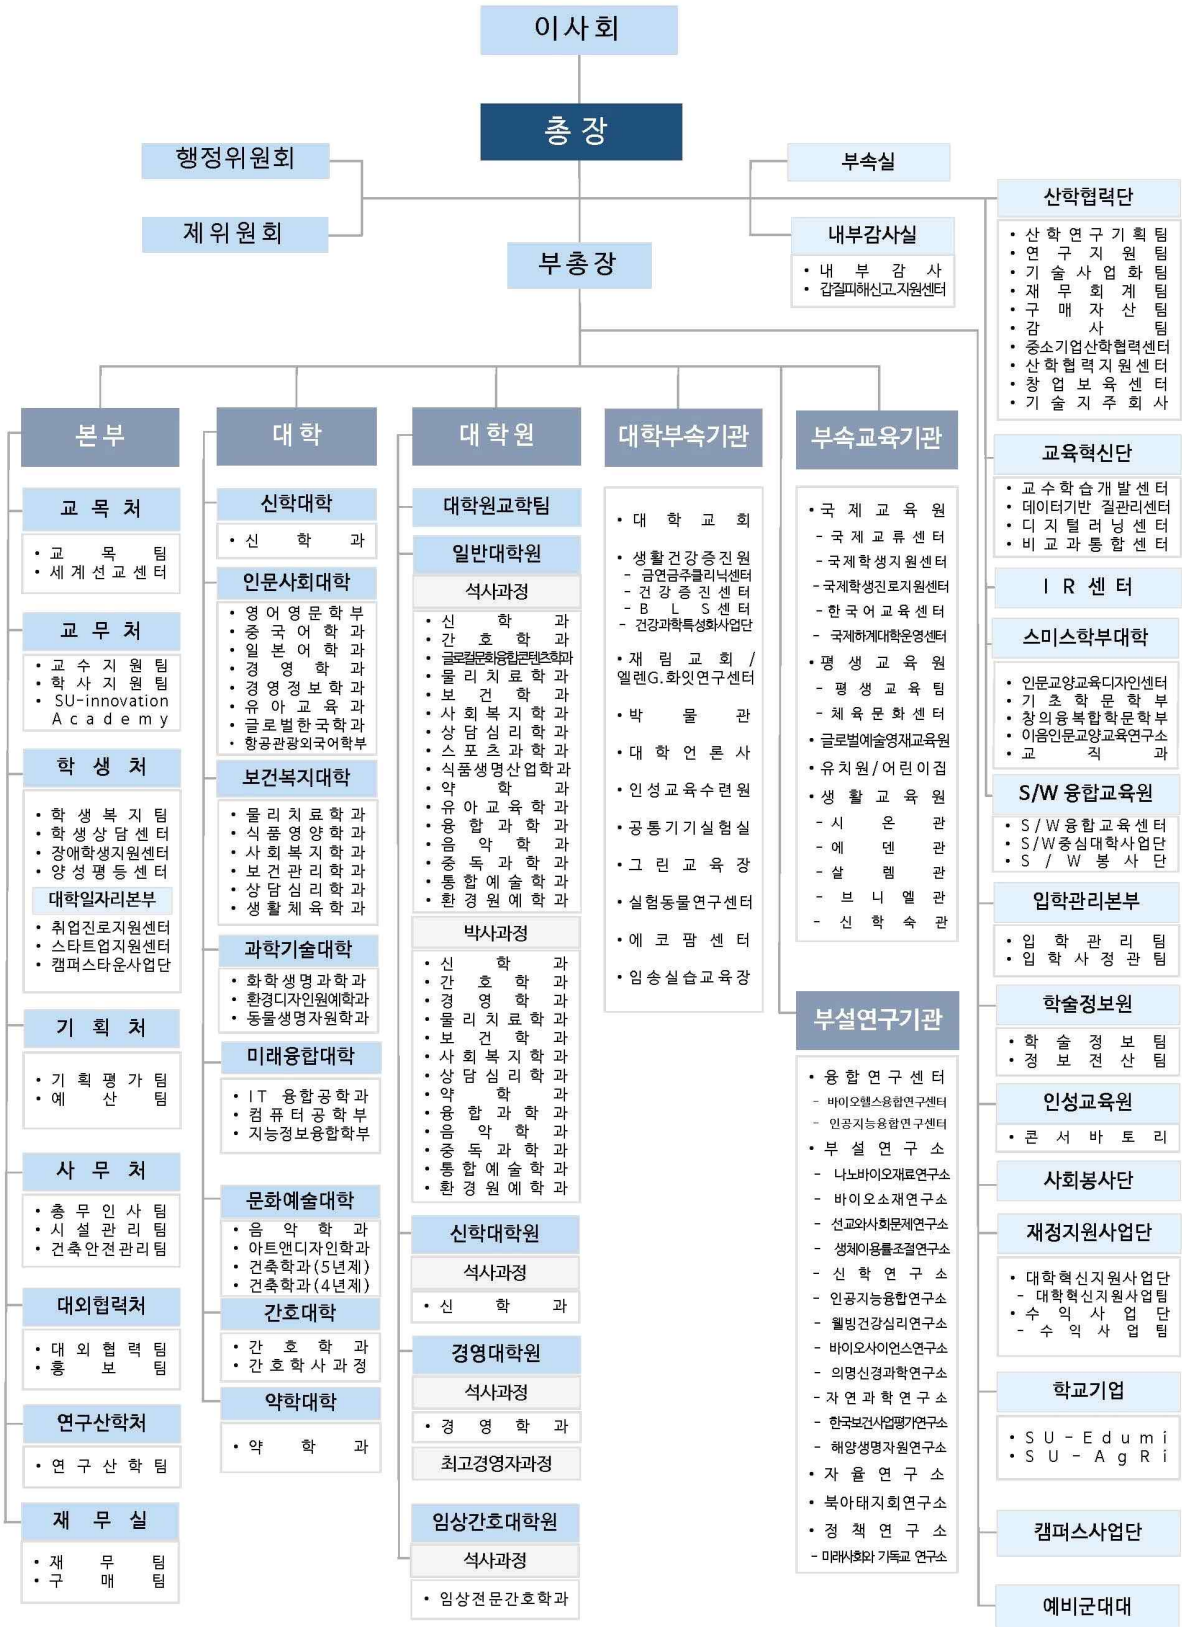 이사회
총장
행정위원회
제위원회
부총장
부속실
내부감사실
• 내 부 감 사
• 갑질피해신고.지원센터
본부
교 목 처
• 교 목 팀
• 세계선교센터
교 무 처
• 교 수 지 원 팀
• 학 사 지 원 팀
• SU-innovation
Academy
학 생 처
• 학 생 복 지 팀
• 학 생 상 담 센 터
• 장애학생지원센터
• 양 성 평 등 센 터
대학일자리본부
• 취업진로지원센터
• 스타트업지원센터
• 캠퍼스타운사업단
기 획 처
• 기 획 평 가 팀
• 예 산 팀
사 무 처
• 총 무 인 사 팀
• 시 설 관 리 팀
• 건축안전관리팀
대외협력처
• 대 외 협 력 팀
• 홍 보 팀
연구산학처
• 연 구 산 학 팀
재 무 실
• 재 무 팀
• 구 매 팀
대학
신학대학
• 신 학 과
인문사회대학
• 영 어 영 문 학 부
• 중 국 어 학 과
• 일 본 어 학 과
• 경 영 학 과
• 경 영 정 보 학 과
• 유 아 교 육 과
• 글로벌한국학과
• 항공관광외국어학부
보건복지대학
• 물 리 치 료 학 과
• 식 품 영 양 학 과
• 사 회 복 지 학 과
• 보 건 관 리 학 과
• 상 담 심 리 학 과
• 생 활 체 육 학 과
과학기술대학
• 화학생명과학과
• 환경디자인원예학과
• 동물생명자원학과
미래융합대학
• IT 융합공학과
• 컴 퓨 터 공 학 부
• 지능정보융합학부
문화예술대학
• 음 악 학 과
• 아트앤디자인학과
• 건축학과(5년제)
• 건축학과(4년제)
간호대학
• 간 호 학 과
• 간 호 학 사 과 정
약학대학
• 약 학 과
대학원
대학원교학팀
일반대학원
석사과정
• 신 학 과
• 간 호 학 과
• 글로컬문화융합콘텐츠학과
• 물 리 치 료 학 과
• 보 건 학 과
• 사 회 복 지 학 과
• 상 담 심 리 학 과
• 스 포 츠 과 학 과
• 식품생명산업학과
• 약 학 과
• 유 아 교 육 학 과
• 융 합 과 학 과
• 음 악 학 과
• 중 독 과 학 과
• 통 합 예 술 학 과
• 환 경 원 예 학 과
박사과정
• 신 학 과
• 간 호 학 과
• 경 영 학 과
• 물 리 치 료 학 과
• 보 건 학 과
• 사 회 복 지 학 과
• 상 담 심 리 학 과
• 약 학 과
• 융 합 과 학 과
• 음 악 학 과
• 중 독 과 학 과
• 통 합 예 술 학 과
• 환 경 원 예 학 과
신학대학원
석사과정
• 신 학 과
경영대학원
석사과정
• 경 영 학 과
최고경영자과정
임상간호대학원
석사과정
• 임상전문간호학과
대학부속기관
• 대 학 교 회
• 생활건강증진원
- 금연금주클리닉센터
- 건 강 증 진 센 터
- B L S 센 터
- 건강과학특성화사업단
• 재 림 교 회 /
엘렌G.화잇연구센터
• 박 물 관
• 대 학 언 론 사
• 인성교육수련원
• 공통기기실험실
• 그 린 교 육 장
• 실험동물연구센터
• 에 코 팜 센 터
• 임송실습교육장
부속교육기관
• 국 제 교 육 원
- 국 제 교 류 센 터
- 국제학생지원센터
- 국제학생진로지원센터
- 한국어교육센터
- 국제하계대학운영센터
• 평 생 교 육 원
- 평 생 교 육 팀
- 체 육 문 화 센 터
• 글로벌예술영재교육원
• 유치원/어린이집
• 생 활 교 육 원
- 시 온 관
- 에 덴 관
- 살 렘 관
- 브 니 엘 관
- 신 학 숙 관
부설연구기관
• 융 합 연 구 센 터
- 바이오헬스융합연구센터
- 인공지능융합연구센터
• 부 설 연 구 소
- 나노바이오재료연구소
- 바이오소재연구소
- 선교와사회문제연구소
- 생체이용률조절연구소
- 신 학 연 구 소
- 인공지능융합연구소
- 웰빙건강심리연구소
- 바이오사이언스연구소
- 의명신경과학연구소
- 자 연 과 학 연 구 소
- 한국보건사업평가연구소
- 해양생명자원연구소
• 자 율 연 구 소
• 북아태지회연구소
• 정 책 연 구 소
- 미래사회와 기독교 연구소
산학협력단
• 산 학 연 구 기 획 팀
• 연 구 지 원 팀
• 기 술 사 업 화 팀
• 재 무 회 계 팀
• 구 매 자 산 팀
• 감 사 팀
• 중소기업산학협력센터
• 산학협력지원센터
• 창 업 보 육 센 터
• 기 술 지 주 회 사
교육혁신단
• 교수학습개발센터
• 데이터기반 질관리센터
• 디 지 털 러 닝 센 터
• 비 교 과 통 합 센 터
I R 센 터
스미스학부대학
• 인문교양교육디자인센터
• 기 초 학 문 학 부
• 창의융복합학문학부
• 이음인문교양교육연구소
• 교 직 과
S/W 융합교육원
• S/W융합교육센터
• S/W중심대학사업단
• S / W 봉 사 단
입학관리본부
• 입 학 관 리 팀
• 입 학 사 정 관 팀
학술정보원
• 학 술 정 보 팀
• 정 보 전 산 팀
인성교육원
• 콘 서 바 토 리
사회봉사단
재정지원사업단
• 대학혁신지원사업단
- 대학혁신지원사업팀
• 수 익 사 업 단
- 수 익 사 업 팀
학교기업
• S U - E d u m i
• S U - A g R i
캠퍼스사업단
예비군대대